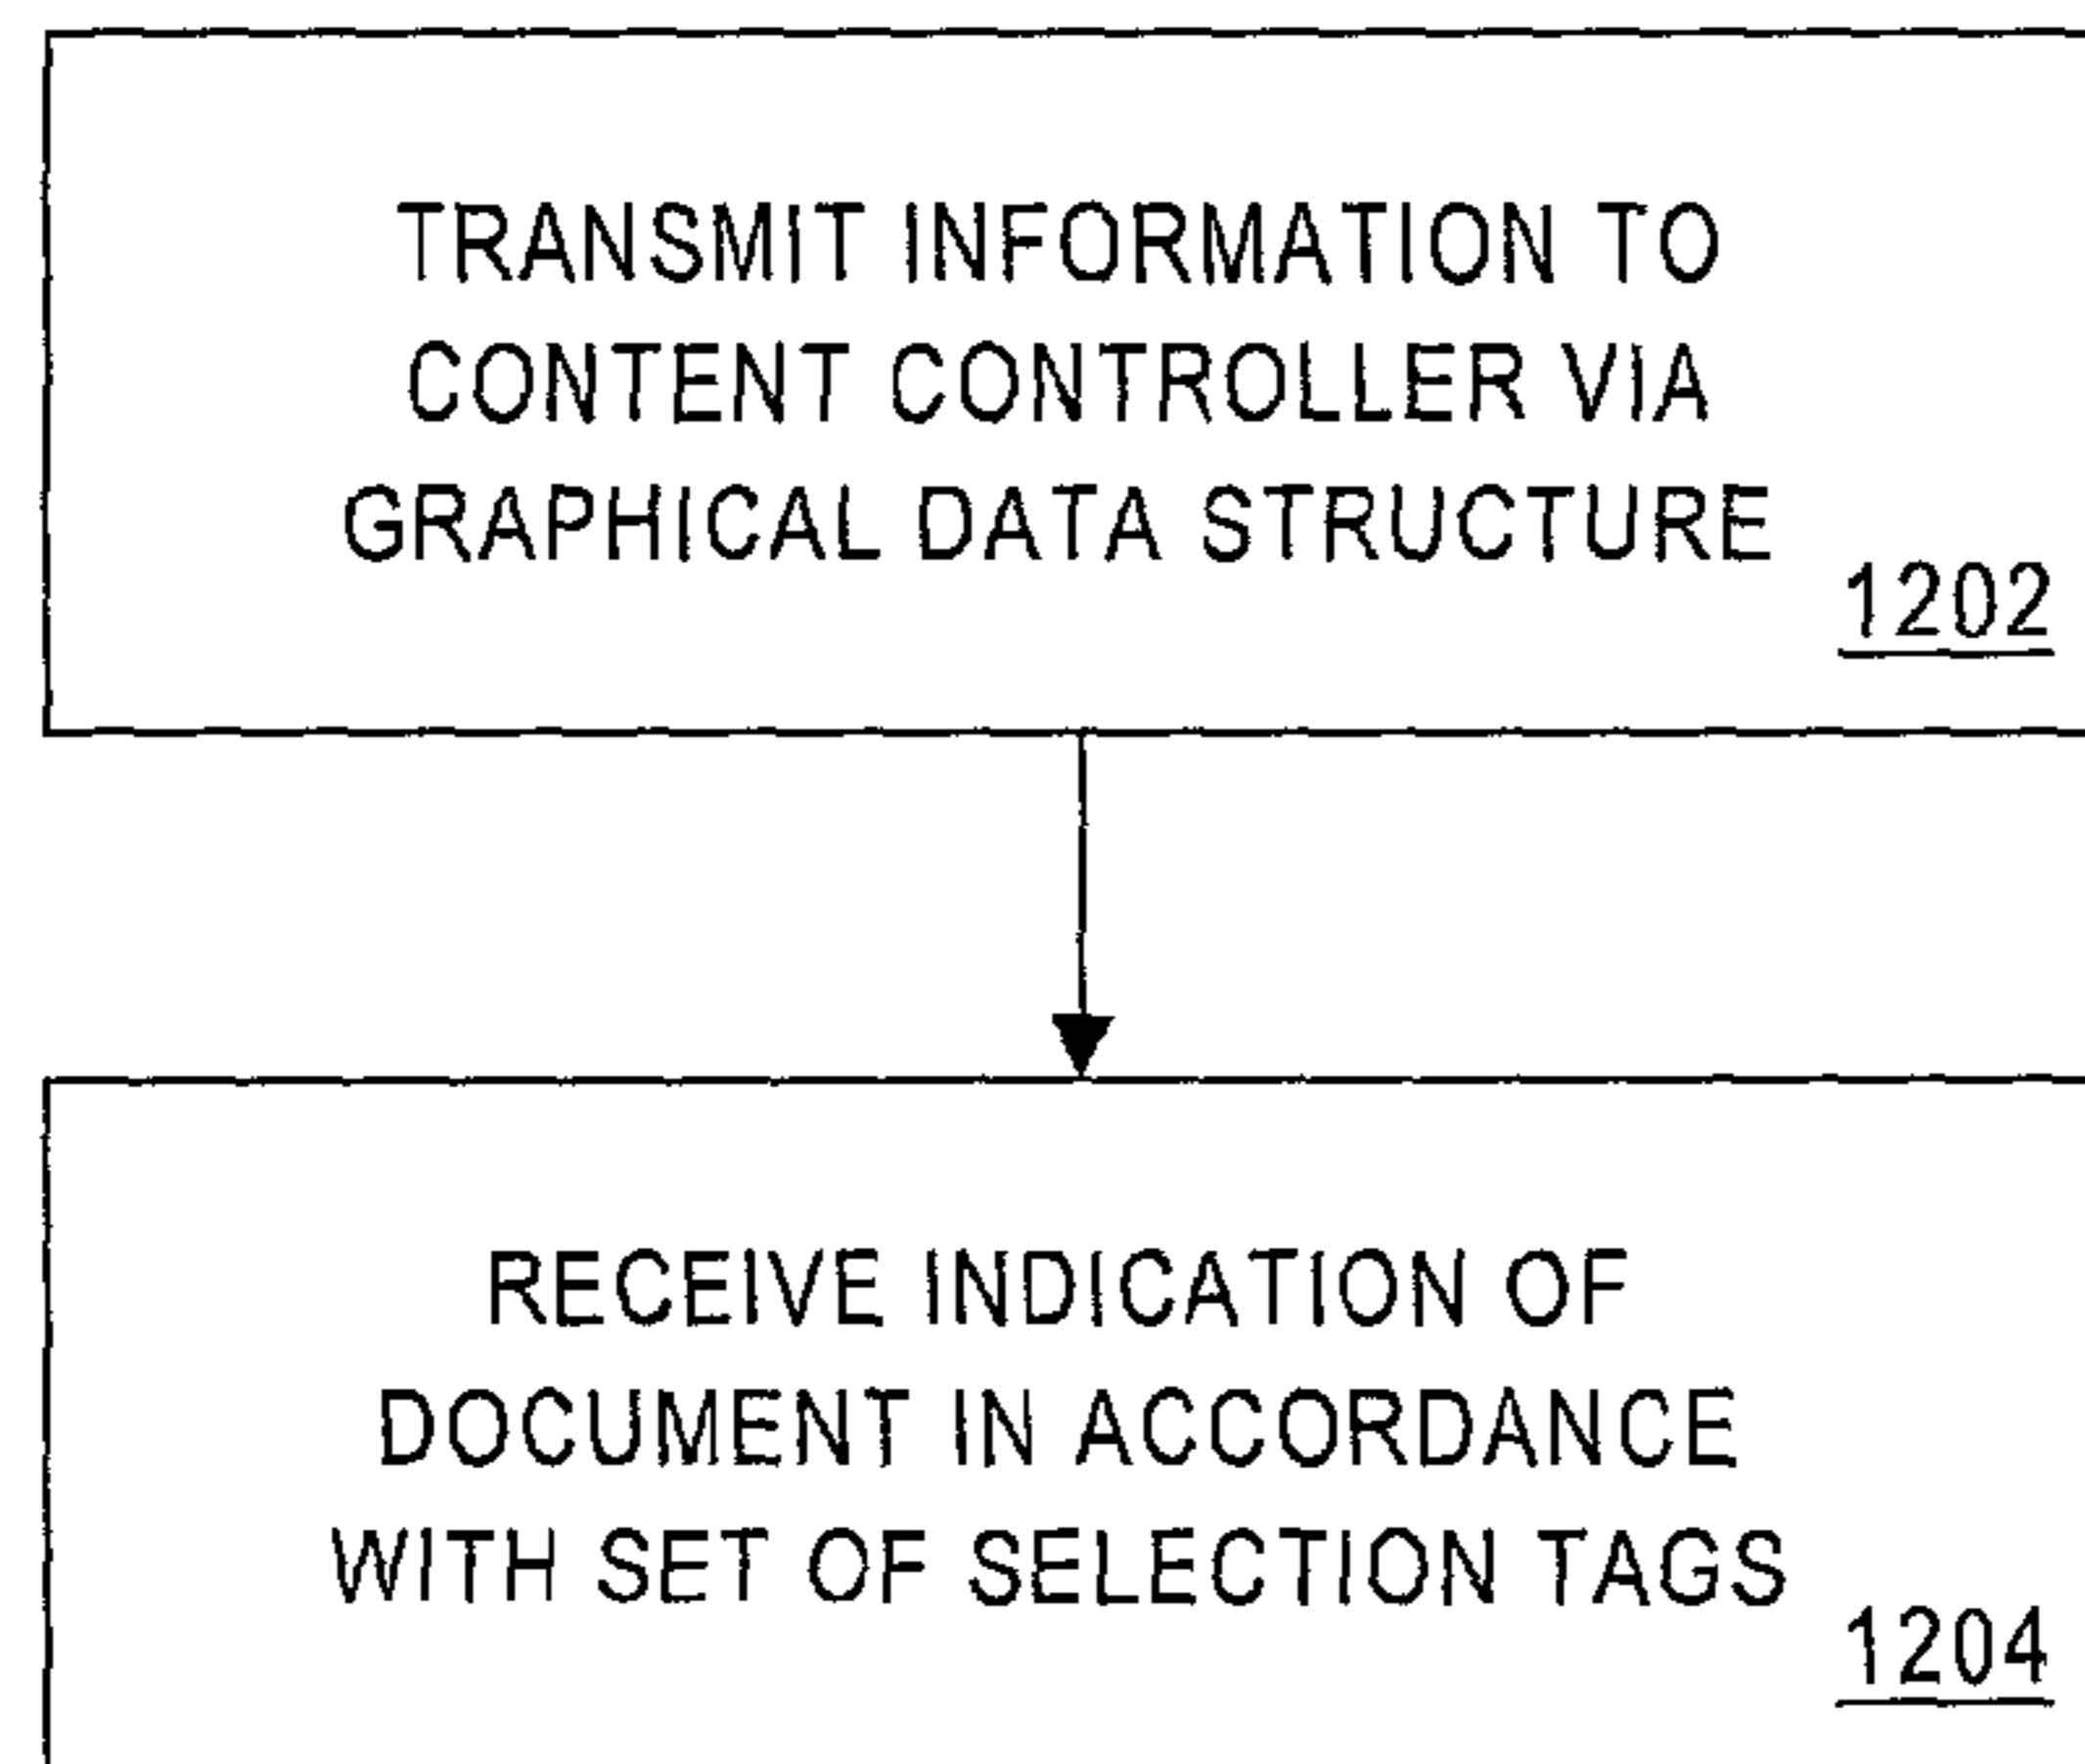 TRANSMIT INFORMATION TO
CONTENT CONTROLLER VIA
GRAPHICAL DATA STRUCTURE
1202
RECEIVE INDICATION OF
DOCUMENT IN ACCORDANCE
WITH SET OF SELECTION TAGS
1204